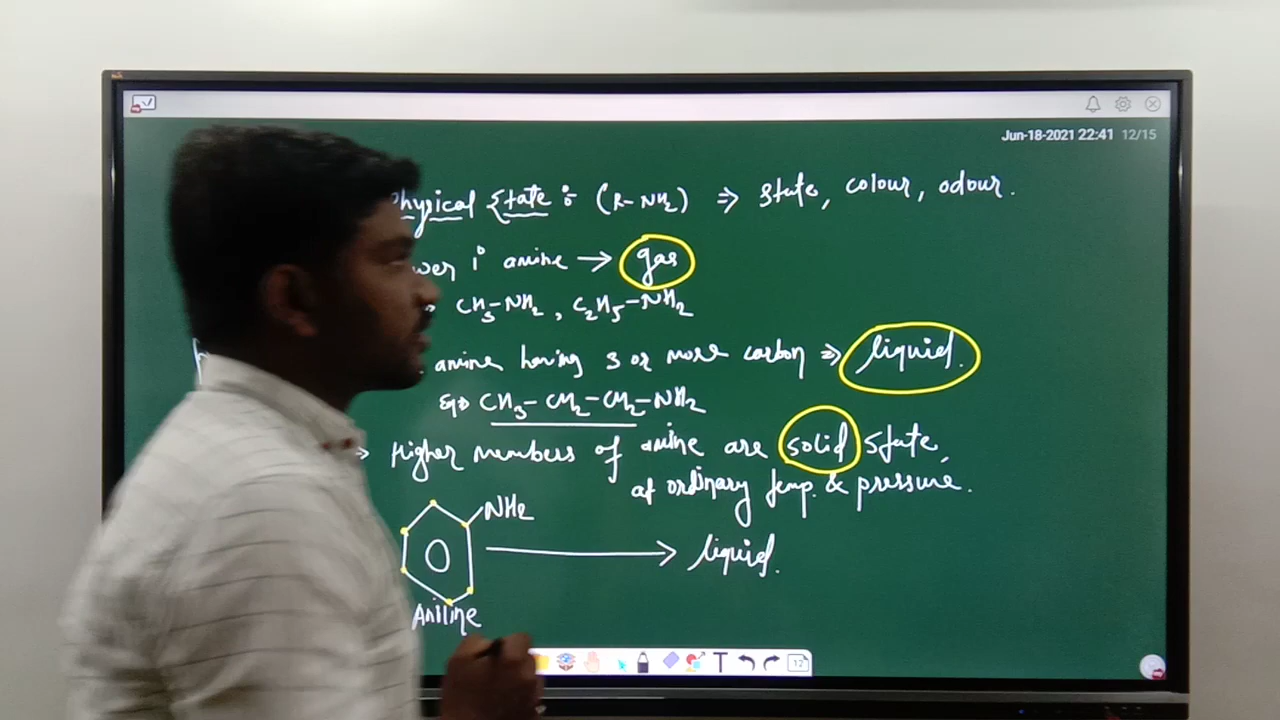 Jun-18-2021 22:41 12/15
Physical State : (R-NH2) ⇒ state, colour, odour.
wer 1° amine → gas
CH3-NH2, C2H5-NH2
amine having 3 or more carbon ⇒ liquid.
Eg⇒ CH3-CH2-CH2-NH2
Higher members of amine are solid state,
at ordinary temp. & pressure.
NH2
→ liquid.
Aniline
12